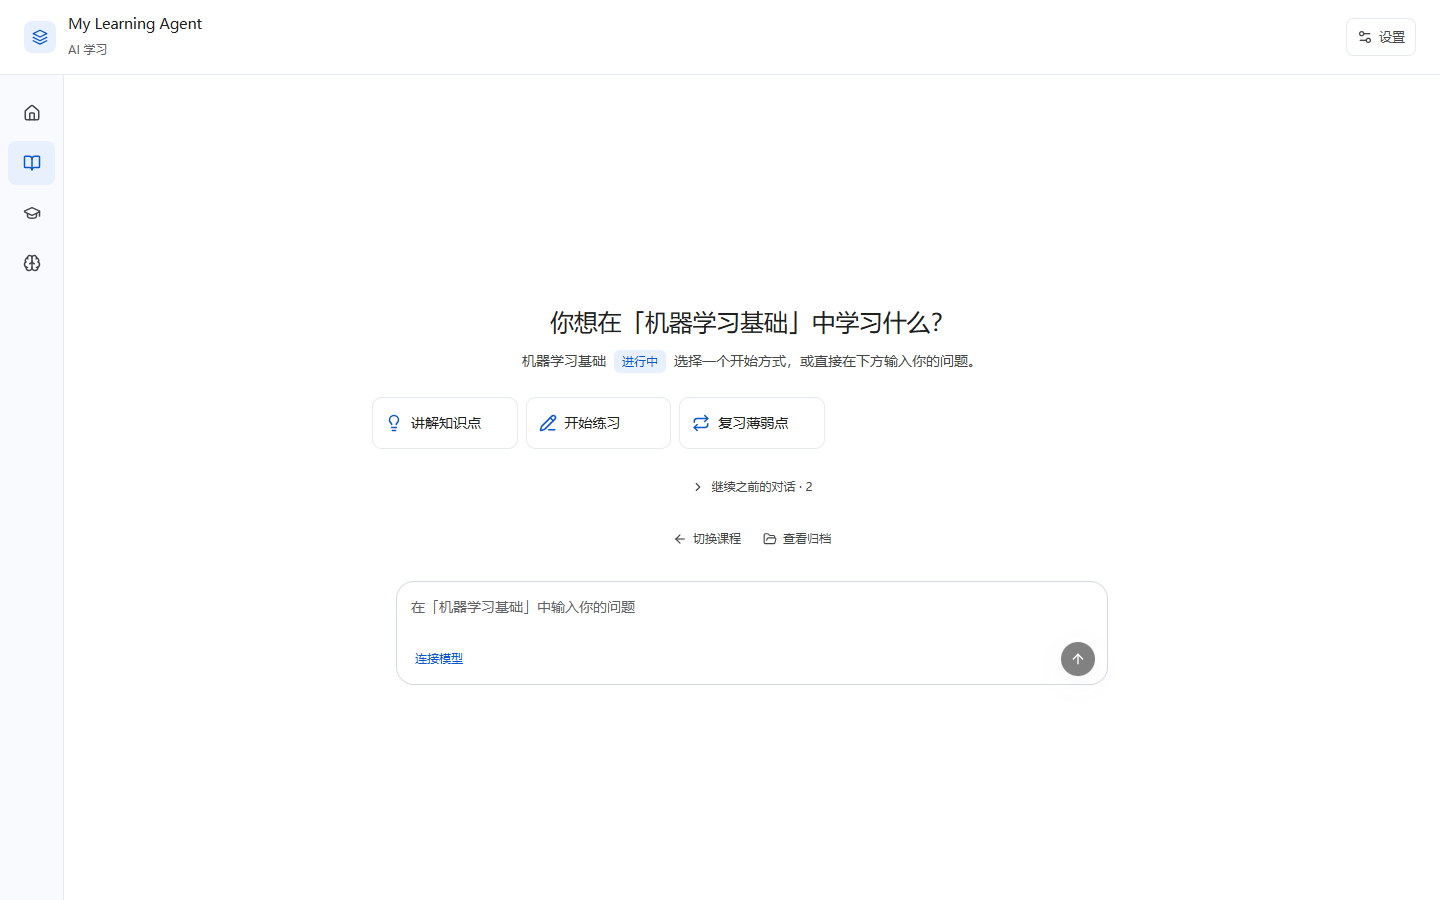 My Learning Agent
AI 学习
设置
你想在「机器学习基础」中学习什么？
机器学习基础 进行中 选择一个开始方式，或直接在下方输入你的问题。
讲解知识点 开始练习 复习薄弱点
继续之前的对话 · 2
切换课程 查看归档
在「机器学习基础」中输入你的问题
连接模型